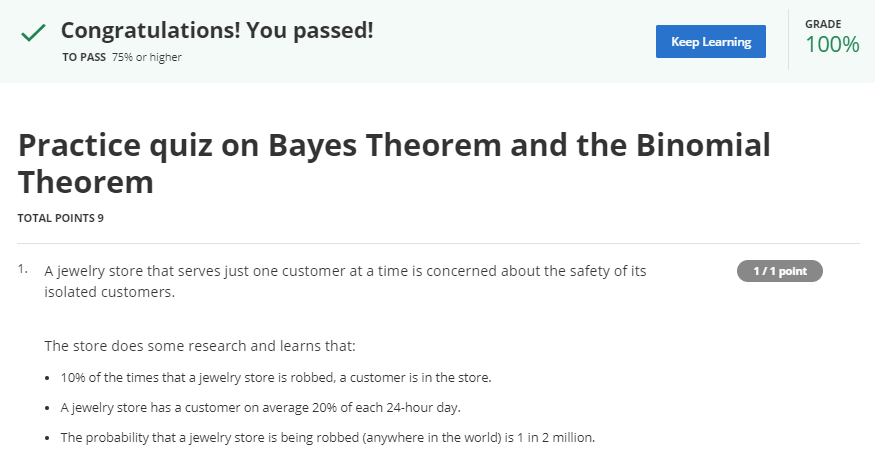 Congratulations! You passed!
TO PASS 75% or higher
Keep Learning
GRADE
100%
Practice quiz on Bayes Theorem and the Binomial
Theorem
TOTAL POINTS 9
1. A jewelry store that serves just one customer at a time is concerned about the safety of its
isolated customers.
1 / 1 point
The store does some research and learns that:
• 10% of the times that a jewelry store is robbed, a customer is in the store.
• A jewelry store has a customer on average 20% of each 24-hour day.
• The probability that a jewelry store is being robbed (anywhere in the world) is 1 in 2 million.